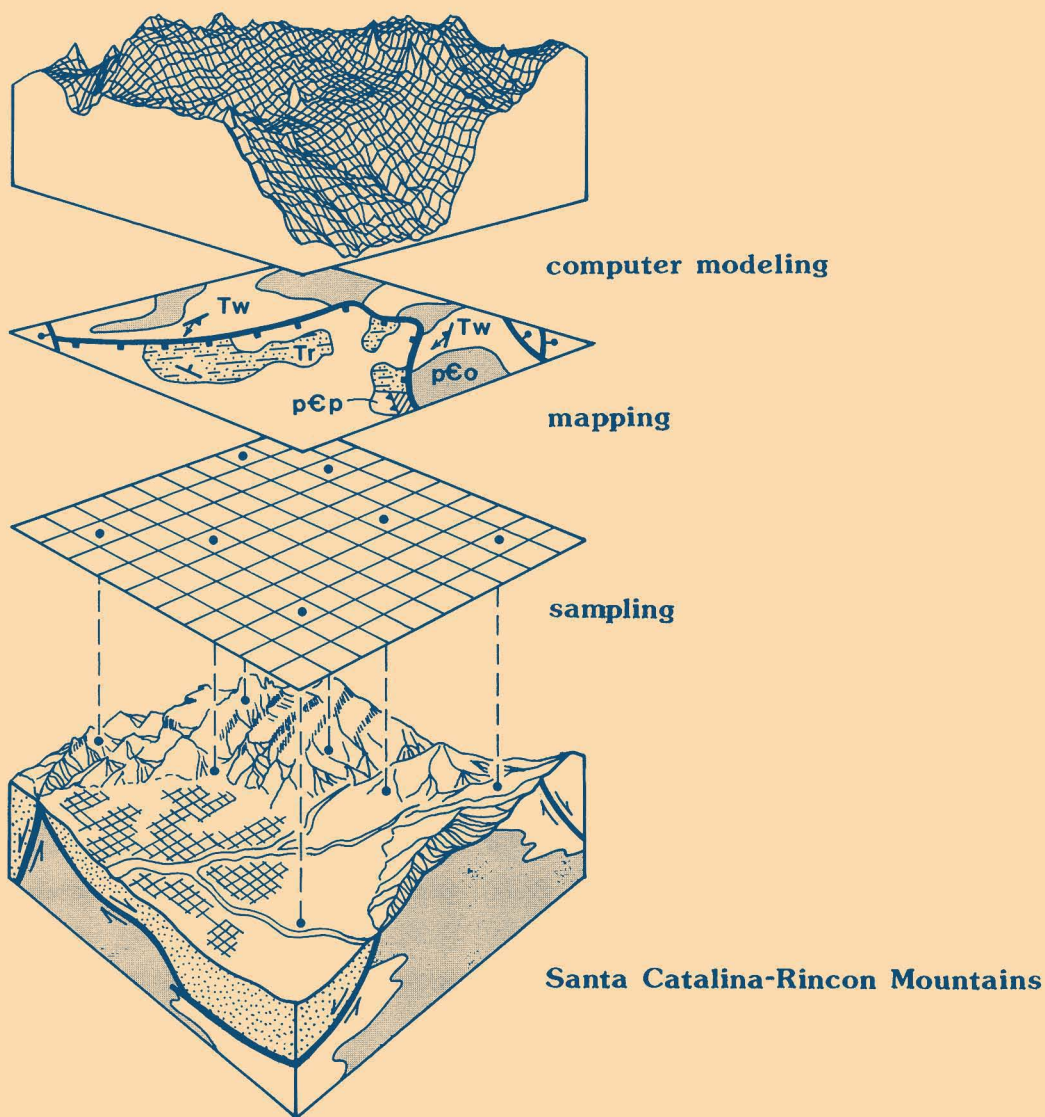 computer modeling
Tw
Tw
Tr
p€o
p€p
mapping
sampling
Santa Catalina-Rincon Mountains